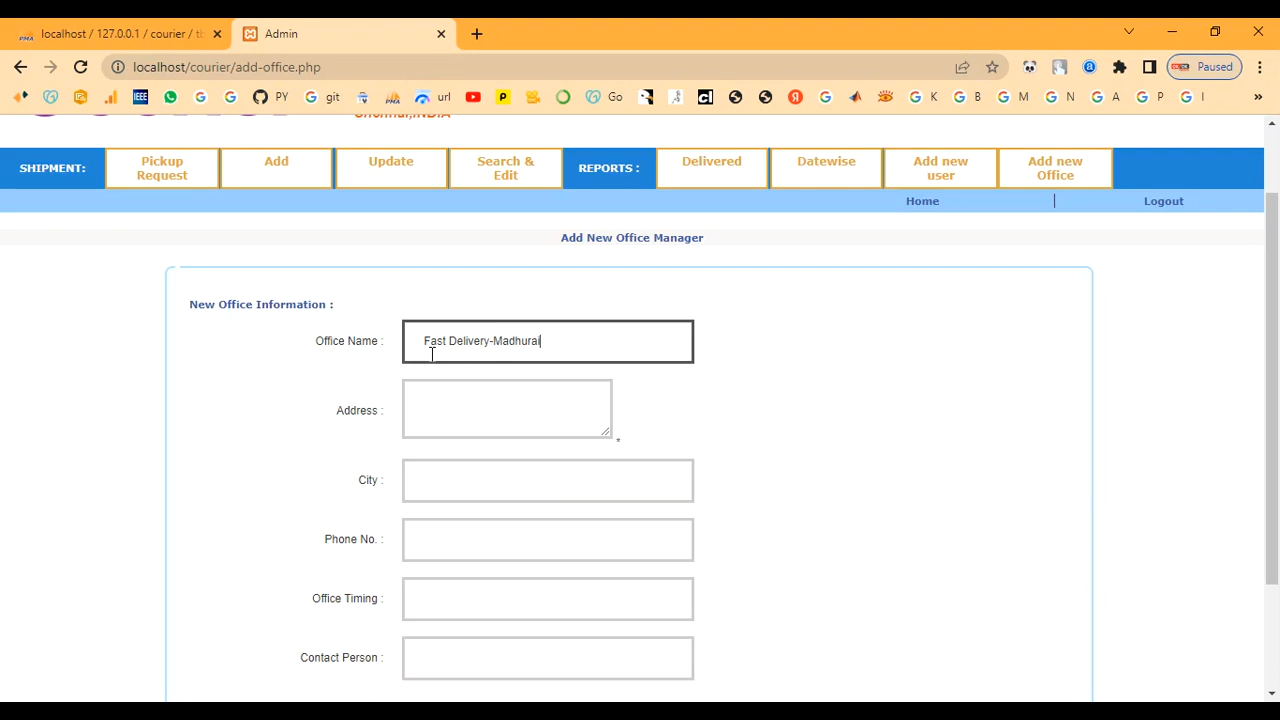 localhost / 127.0.0.1 / courier / tb
Admin
localhost/courier/add-office.php
Paused
IEEE
PY
git
url
Go
K
B
M
N
A
P
I
Chennai,INDIA
SHIPMENT:
Pickup
Request
Add
Update
Search &
Edit
REPORTS :
Delivered
Datewise
Add new
user
Add new
Office
Home
Logout
Add New Office Manager
New Office Information :
Office Name :
Fast Delivery-Madhurai
Address :
*
City :
Phone No. :
Office Timing :
Contact Person :